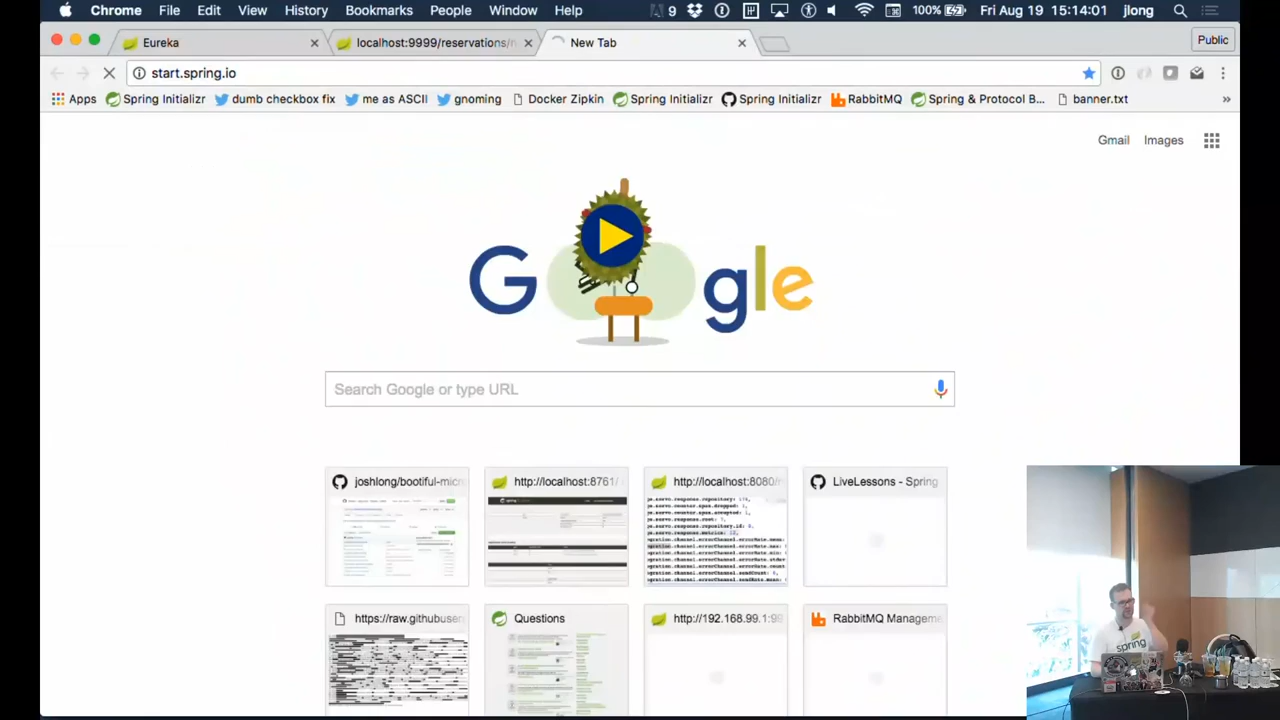 Chrome File Edit View History Bookmarks People Window Help 9 100% Fri Aug 19 15:14:01 jlong
Eureka
localhost:9999/reservations/n
New Tab
Public
start.spring.io
Apps Spring Initializr dumb checkbox fix me as ASCII gnoming Docker Zipkin Spring Initializr Spring Initializr RabbitMQ Spring & Protocol B... banner.txt »
Gmail Images
Google
Search Google or type URL
joshlong/bootiful-micr
http://localhost:8761/
http://localhost:8080/
LiveLessons - Spring
https://raw.githubuser
Questions
http://192.168.99.1:99
RabbitMQ Manageme
spring